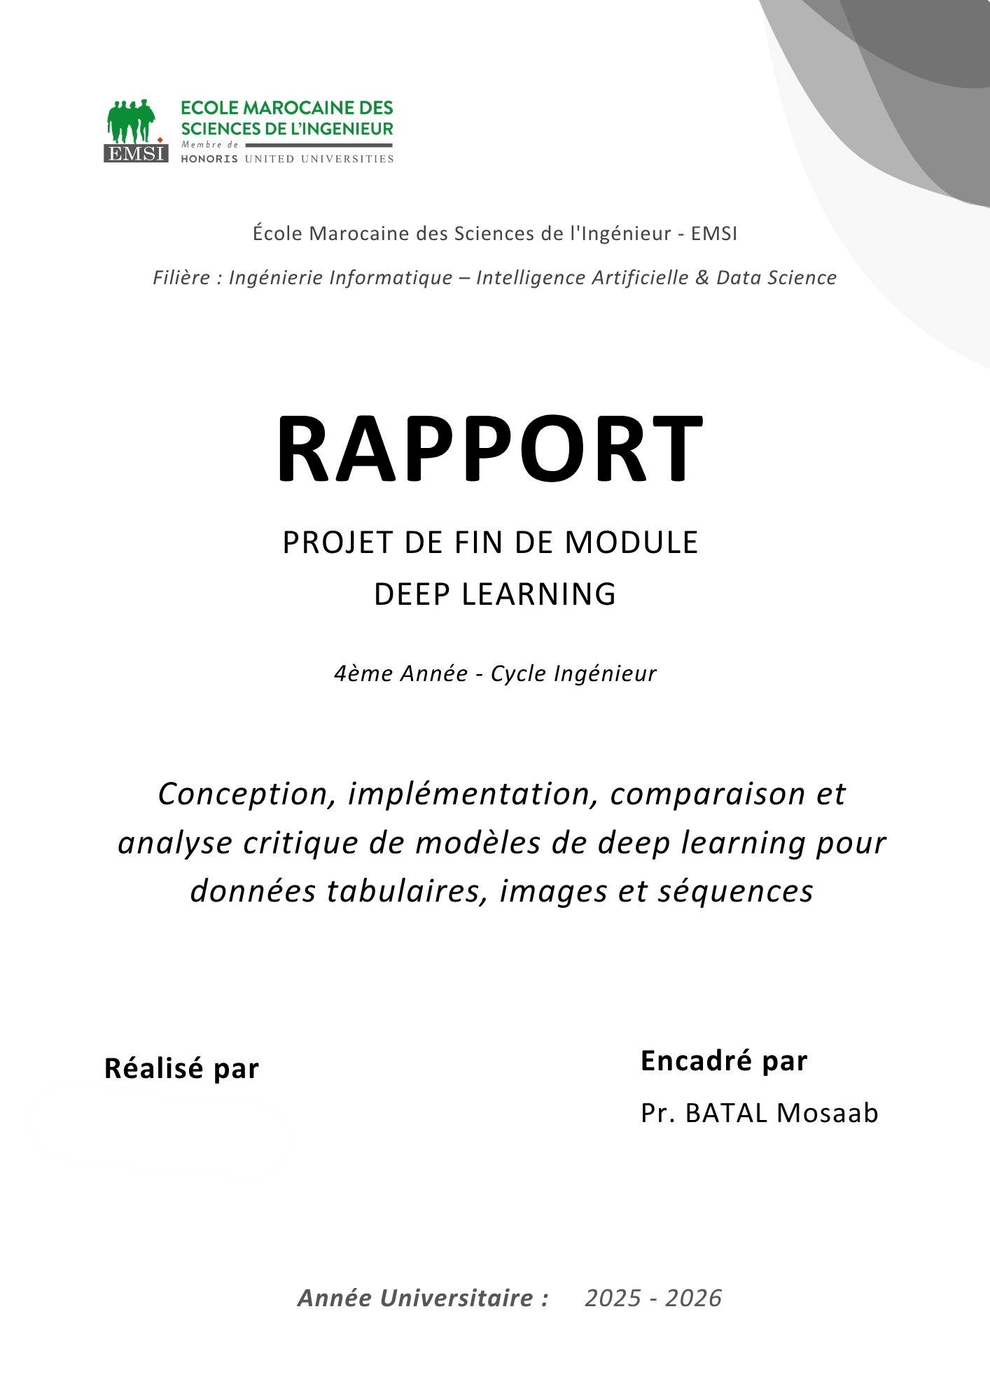 ECOLE MAROCAINE DES
SCIENCES DE L'INGENIEUR
EMSI
Membre de
HONORIS UNITED UNIVERSITIES
École Marocaine des Sciences de l'Ingénieur - EMSI
Filière : Ingénierie Informatique – Intelligence Artificielle & Data Science
RAPPORT
PROJET DE FIN DE MODULE
DEEP LEARNING
4ème Année - Cycle Ingénieur
Conception, implémentation, comparaison et
analyse critique de modèles de deep learning pour
données tabulaires, images et séquences
Réalisé par
Encadré par
Pr. BATAL Mosaab
Année Universitaire : 2025 - 2026